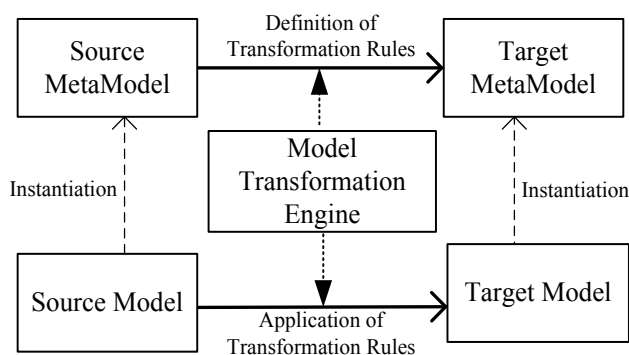 Source
MetaModel
Definition of
Transformation Rules
Target
MetaModel
Instantiation
Model
Transformation
Engine
Instantiation
Source Model
Application of
Transformation Rules
Target Model